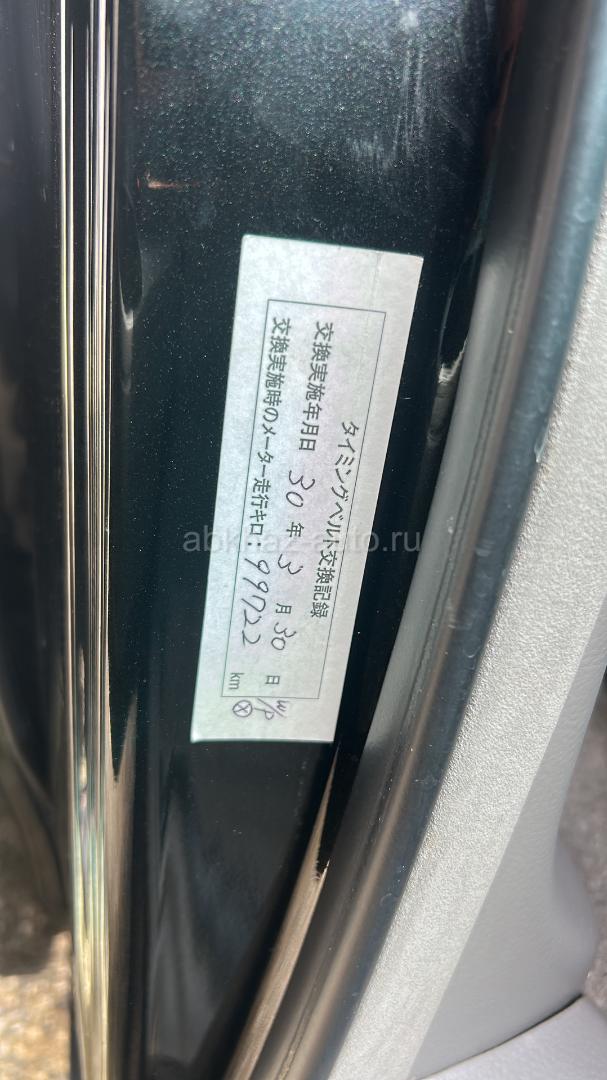 タイミングベルト交換記録
交換実施年月日 30 年 3 月 30 日
交換実施時のメーター走行キロ 99722 km
W/P ⊗
abkhaz-auto.ru